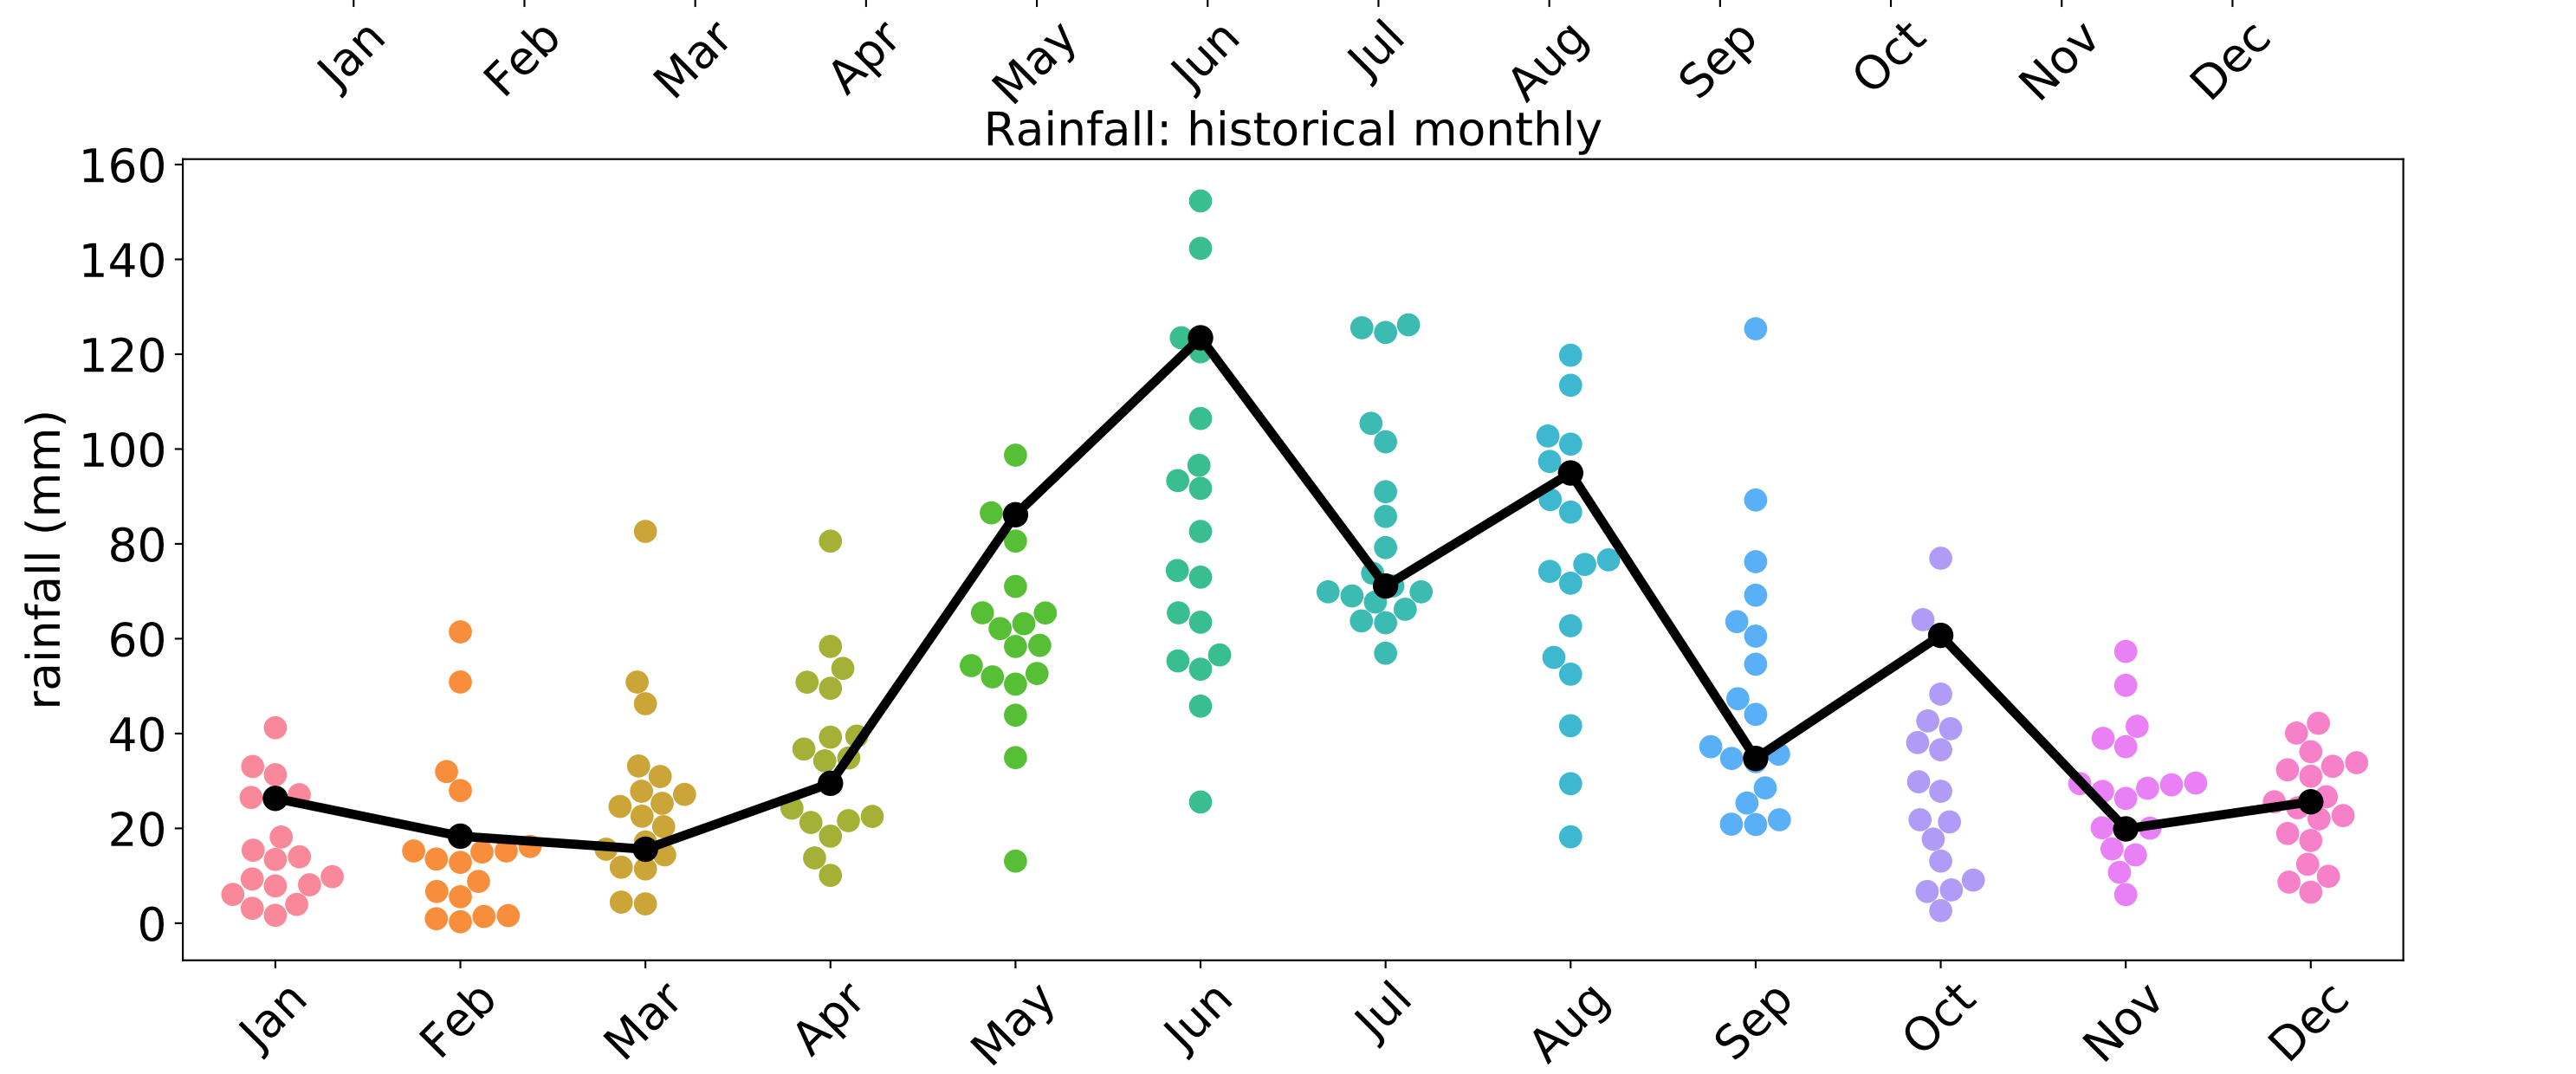 Jan Feb Mar Apr May Jun Jul Aug Sep Oct Nov Dec
Rainfall: historical monthly
160
140
120
100
80
60
40
20
0
rainfall (mm)
Jan Feb Mar Apr May Jun Jul Aug Sep Oct Nov Dec